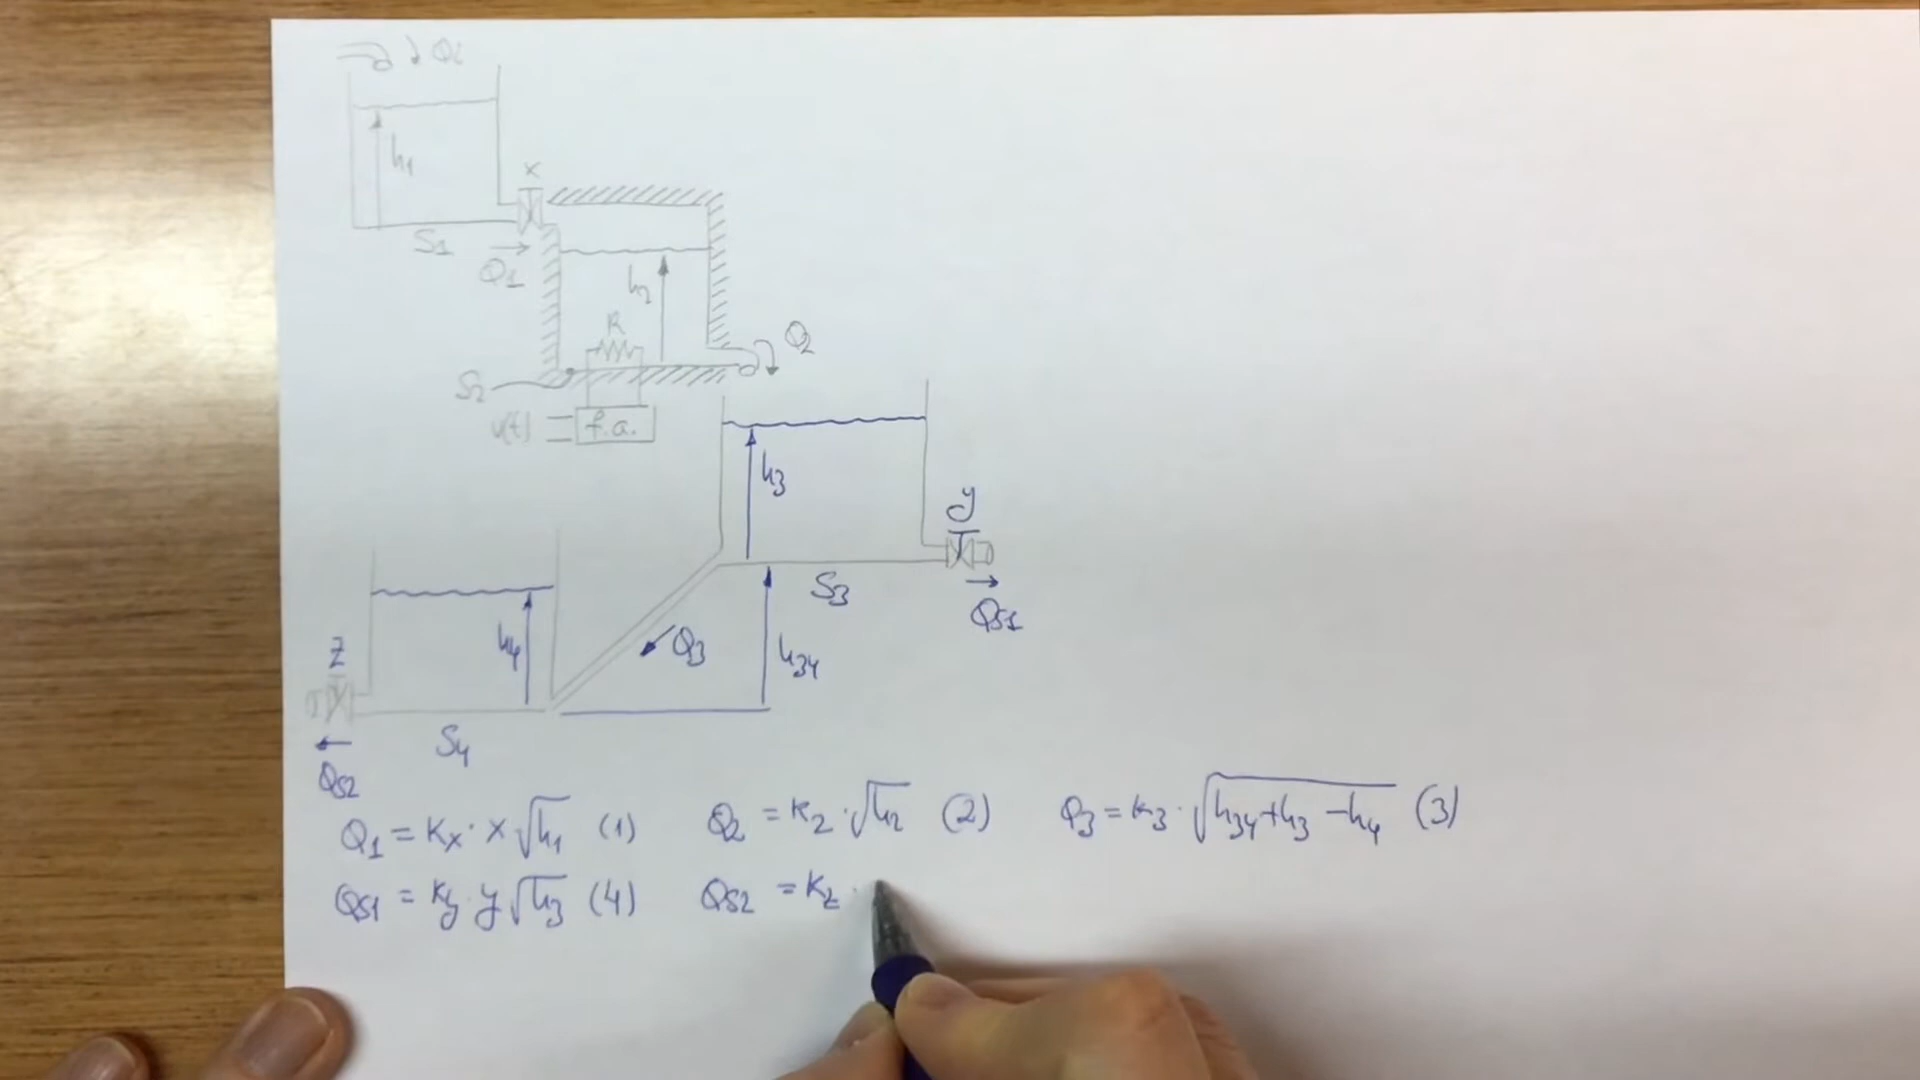 Qi
h1
x
S1
Q1
h2
R
Q2
S2
v(t) f.a.
h3
y
S3
QS1
h4
Q3
h34
z
S4
QS2
Q1 = Kx · x √h1 (1) Q2 = K2 · √h2 (2) Q3 = K3 · √h34+h3 -h4 (3)
QS1 = Ky · y √h3 (4) QS2 = Kz ·